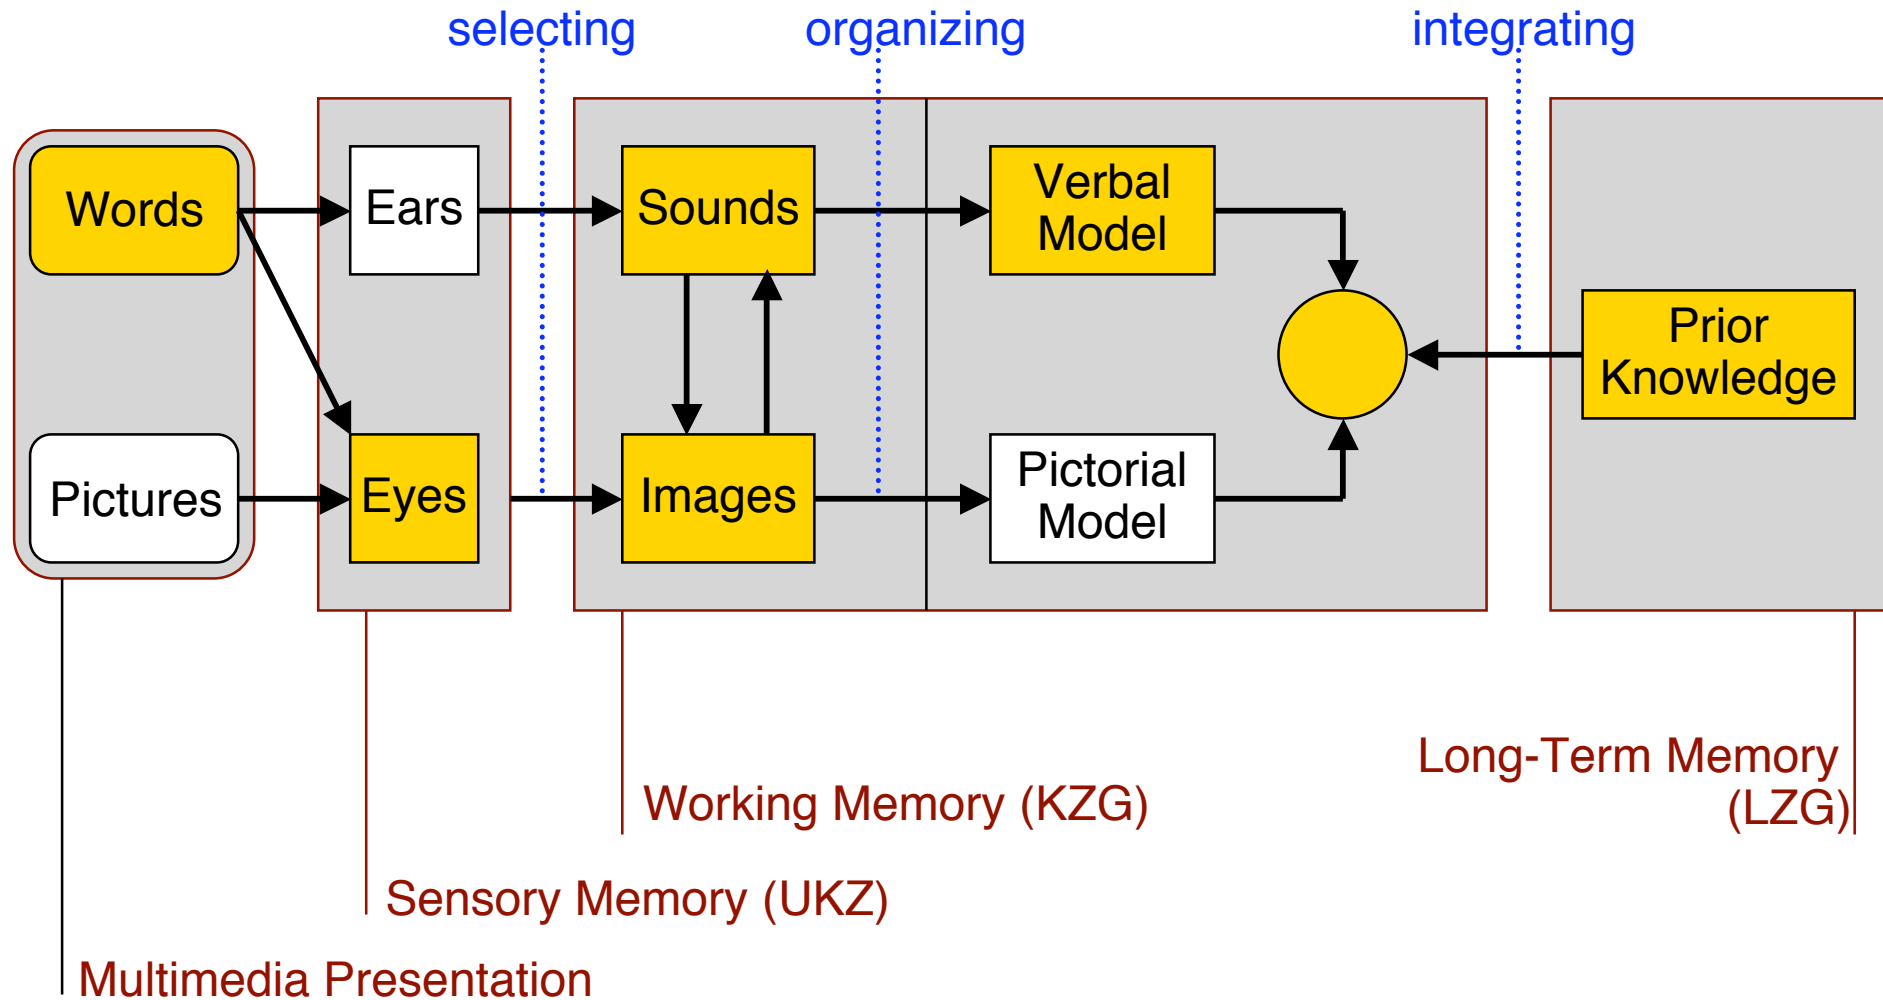 selecting
organizing
integrating
Words
Ears
Sounds
Verbal
Model
Prior
Knowledge
Pictures
Eyes
Images
Pictorial
Model
Long-Term Memory
(LZG)
Working Memory (KZG)
Sensory Memory (UKZ)
Multimedia Presentation